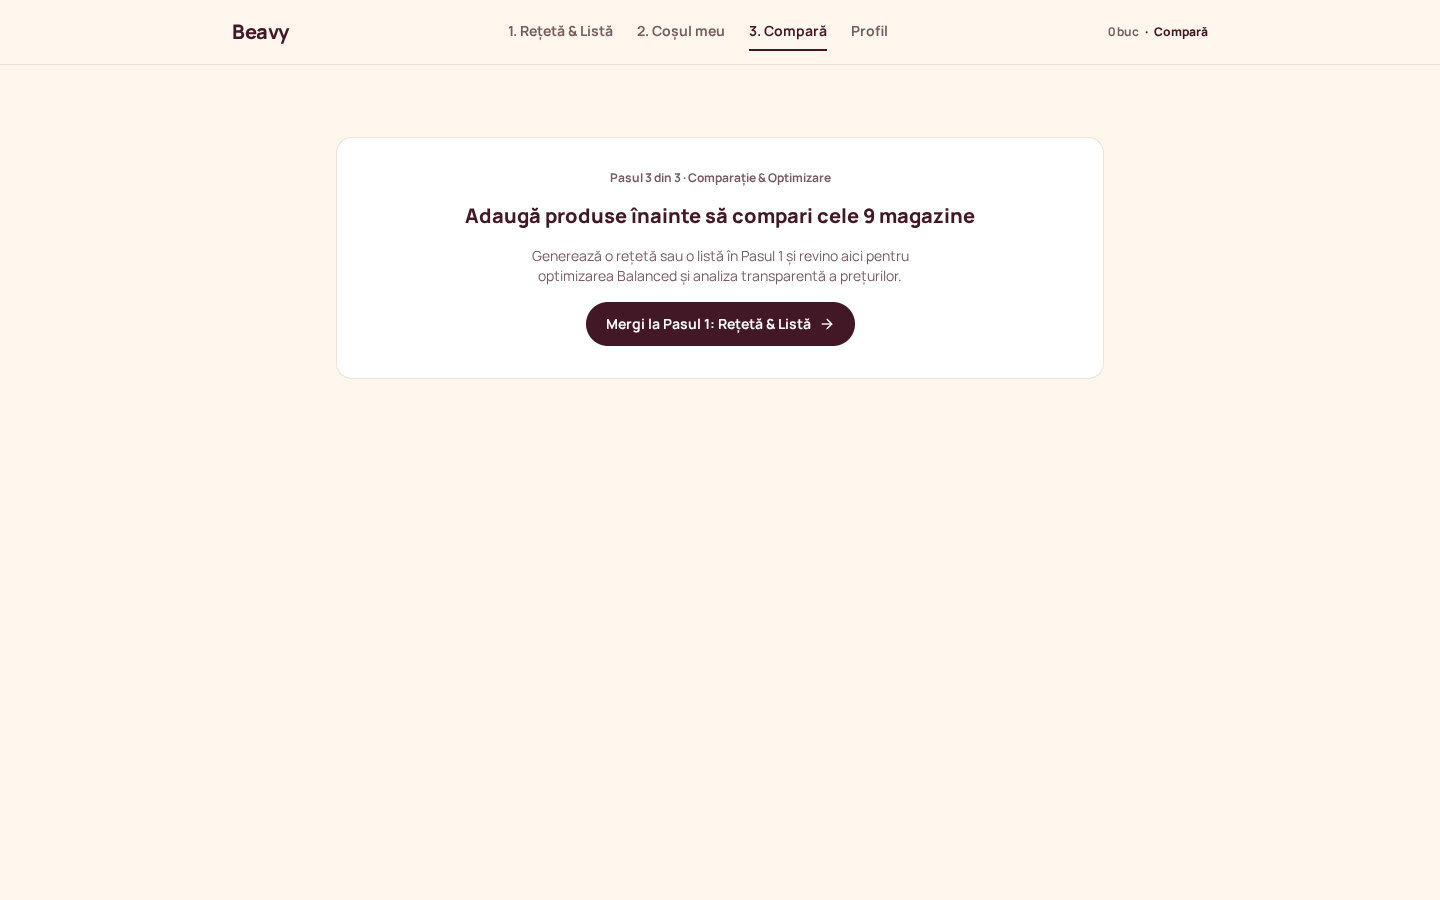 Beavy
1. Rețetă & Listă
2. Coșul meu
3. Compară
Profil
0 buc · Compară
Pasul 3 din 3 · Comparație & Optimizare
Adaugă produse înainte să compari cele 9 magazine
Generează o rețetă sau o listă în Pasul 1 și revino aici pentru
optimizarea Balanced și analiza transparentă a prețurilor.
Mergi la Pasul 1: Rețetă & Listă →